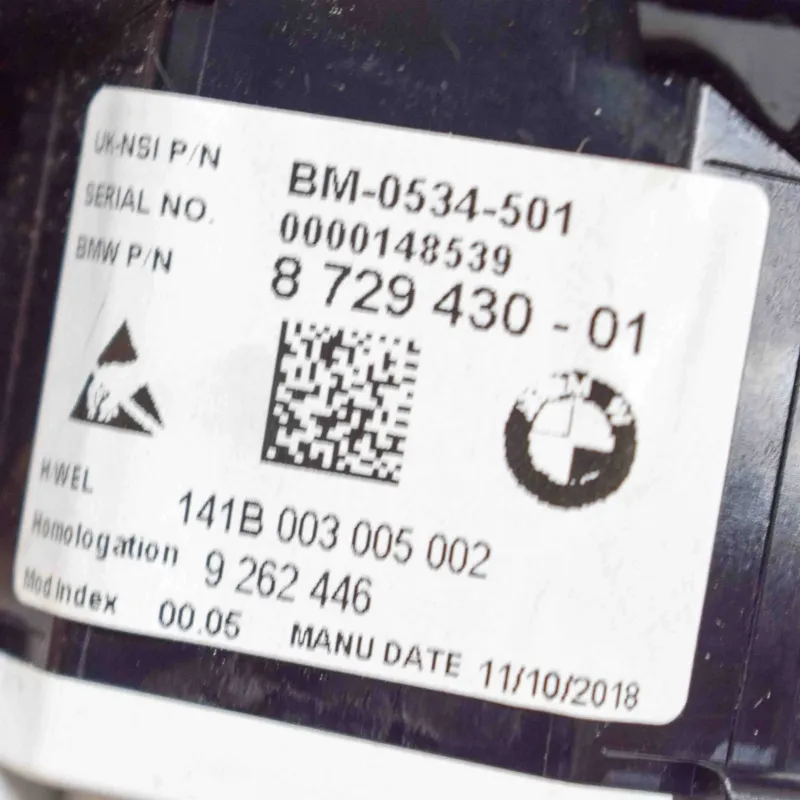 UK-NSI P/N BM-0534-501
SERIAL NO. 0000148539
BMW P/N 8 729 430 - 01
BMW
H-WEL 141B 003 005 002
Homologation 9 262 446
Mod Index 00.05 MANU DATE 11/10/2018